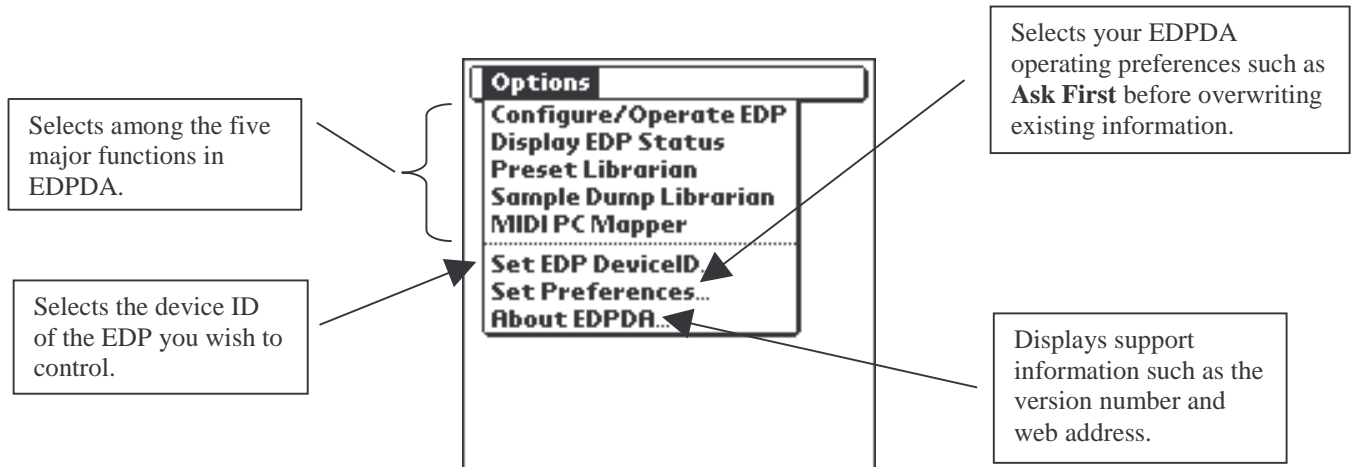 Selects your EDPDA
operating preferences such as
Ask First before overwriting
existing information.
Options
Configure/Operate EDP
Display EDP Status
Preset Librarian
Sample Dump Librarian
MIDI PC Mapper
Set EDP DeviceID..
Set Preferences...
About EDPDA...
Selects among the five
major functions in
EDPDA.
Selects the device ID
of the EDP you wish to
control.
Displays support
information such as the
version number and
web address.